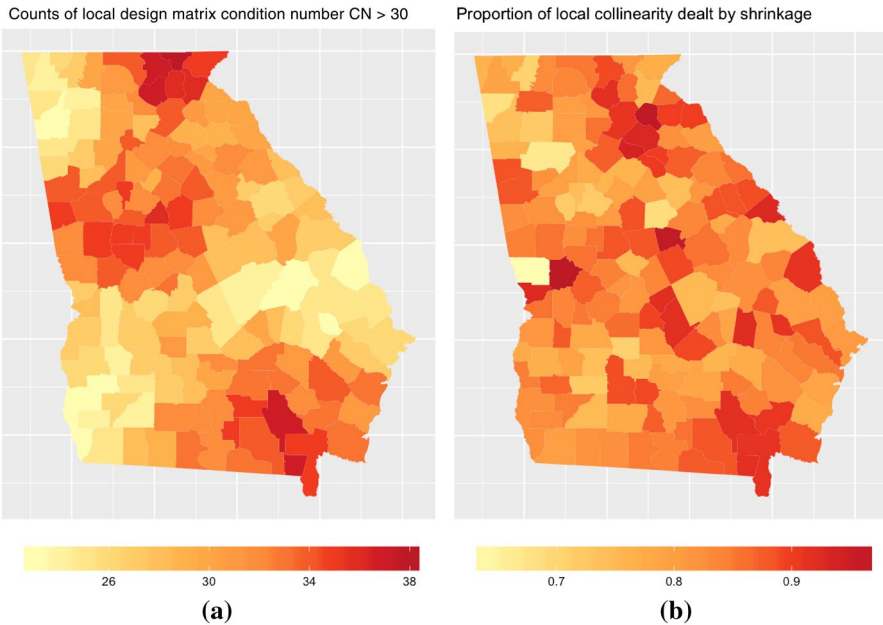 Counts of local design matrix condition number CN > 30
Proportion of local collinearity dealt by shrinkage
26 30 34 38
0.7 0.8 0.9
(a)
(b)